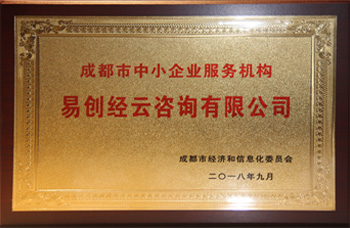 成都市中小企业服务机构
易创经云咨询有限公司
成都市经济和信息化委员会
二〇一八年九月